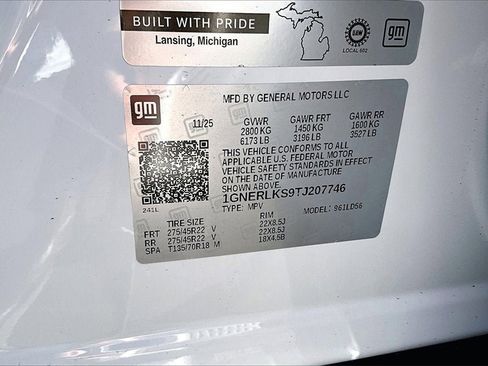 BUILT WITH PRIDE
Lansing, Michigan
UAW
LOCAL 602
gm
gm
MFD BY GENERAL MOTORS LLC
11/25 GVWR GAWR FRT GAWR RR
2800 KG 1450 KG 1600 KG
6173 LB 3196 LB 3527 LB
THIS VEHICLE CONFORMS TO ALL
APPLICABLE U.S. FEDERAL MOTOR
VEHICLE SAFETY STANDARDS IN EFFECT
ON THE DATE OF MANUFACTURE SHOWN ABOVE.
1GNERLKS9TJ207746
TYPE: MPV MODEL: 961LD56
241L
TIRE SIZE RIM
FRT 275/45R22 V 22X8.5J
RR 275/45R22 V 22X8.5J
SPA T135/70R18 M 18X4.5B